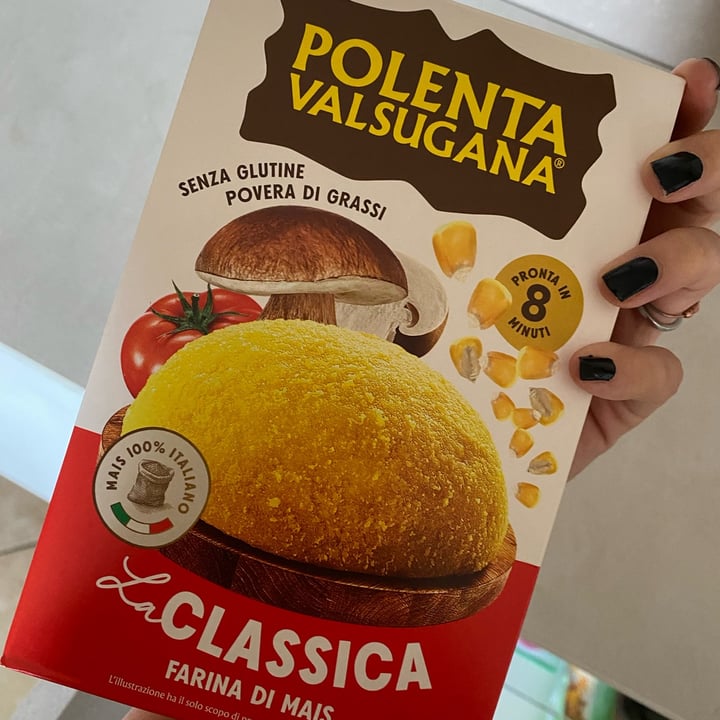 POLENTA
VALSUGANA®
SENZA GLUTINE
POVERA DI GRASSI
PRONTA IN
8
MINUTI
MAIS 100% ITALIANO
La CLASSICA
FARINA DI MAIS
L'illustrazione ha il solo scopo di